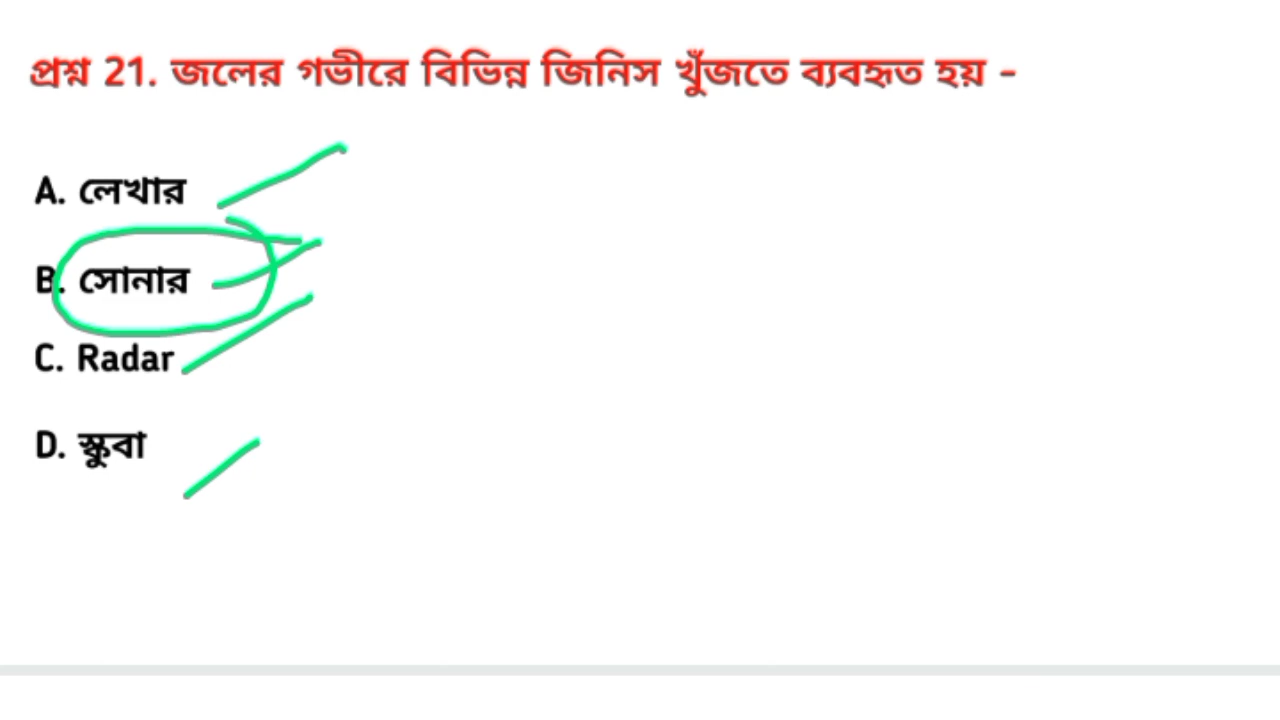 প্রশ্ন 21. জলের গভীরে বিভিন্ন জিনিস খুঁজতে ব্যবহৃত হয় -
A. লেখার
B. সোনার
C. Radar
D. স্কুবা